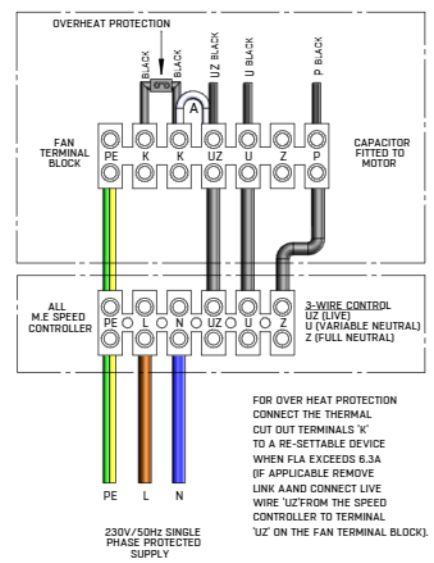 OVERHEAT PROTECTION
BLACK
BLACK
UZ BLACK
U BLACK
P BLACK
A
FAN
TERMINAL
BLOCK
PE
K
K
UZ
U
Z
P
CAPACITOR
FITTED TO
MOTOR
ALL
M.E SPEED
CONTROLLER
PE
L
N
UZ
U
Z
3-WIRE CONTROL
UZ (LIVE)
U (VARIABLE NEUTRAL)
Z (FULL NEUTRAL)
PE
L
N
230V/50Hz SINGLE
PHASE PROTECTED
SUPPLY
FOR OVER HEAT PROTECTION
CONNECT THE THERMAL
CUT OUT TERMINALS 'K'
TO A RE-SETTABLE DEVICE
WHEN FLA EXCEEDS 6.3A
(IF APPLICABLE REMOVE
LINK AAND CONNECT LIVE
WIRE 'UZ'FROM THE SPEED
CONTROLLER TO TERMINAL
'UZ' ON THE FAN TERMINAL BLOCK).